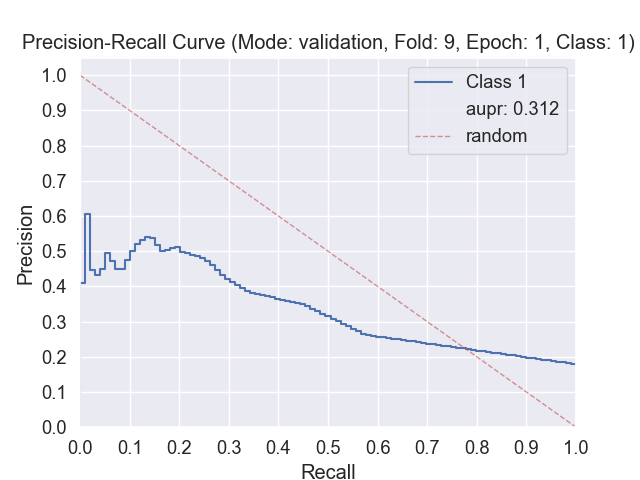 Precision-Recall Curve (Mode: validation, Fold: 9, Epoch: 1, Class: 1)
1.0
0.9
0.8
0.7
0.6
0.5
0.4
0.3
0.2
0.1
0.0
Precision
Class 1
aupr: 0.312
random
0.0 0.1 0.2 0.3 0.4 0.5 0.6 0.7 0.8 0.9 1.0
Recall